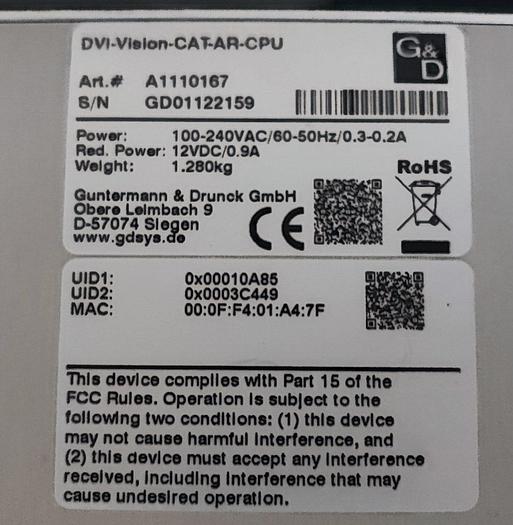 DVI-Vision-CAT-AR-CPU
G&D
Art.# A1110167
S/N GD01122159
Power: 100-240VAC/60-50Hz/0.3-0.2A
Red. Power: 12VDC/0.9A
Weight: 1.280kg
RoHS
Guntermann & Drunck GmbH
Obere Leimbach 9
D-57074 Siegen
www.gdsys.de
CE
UID1: 0x00010A85
UID2: 0x0003C449
MAC: 00:0F:F4:01:A4:7F
This device complies with Part 15 of the
FCC Rules. Operation is subject to the
following two conditions: (1) this device
may not cause harmful interference, and
(2) this device must accept any interference
received, including interference that may
cause undesired operation.